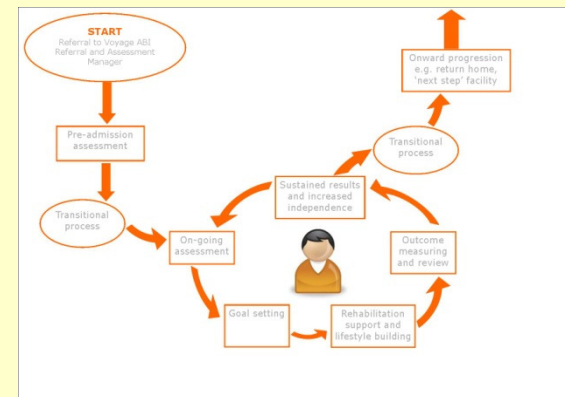 START
Referral to Voyage ABI
Referral and Assessment
Manager
Pre-admission
assessment
Transitional
process
On-going
assessment
Goal setting
Rehabilitation
support and
lifestyle building
Outcome
measuring
and review
Sustained results
and increased
independence
Transitional
process
Onward progression
e.g. return home,
'next step' facility